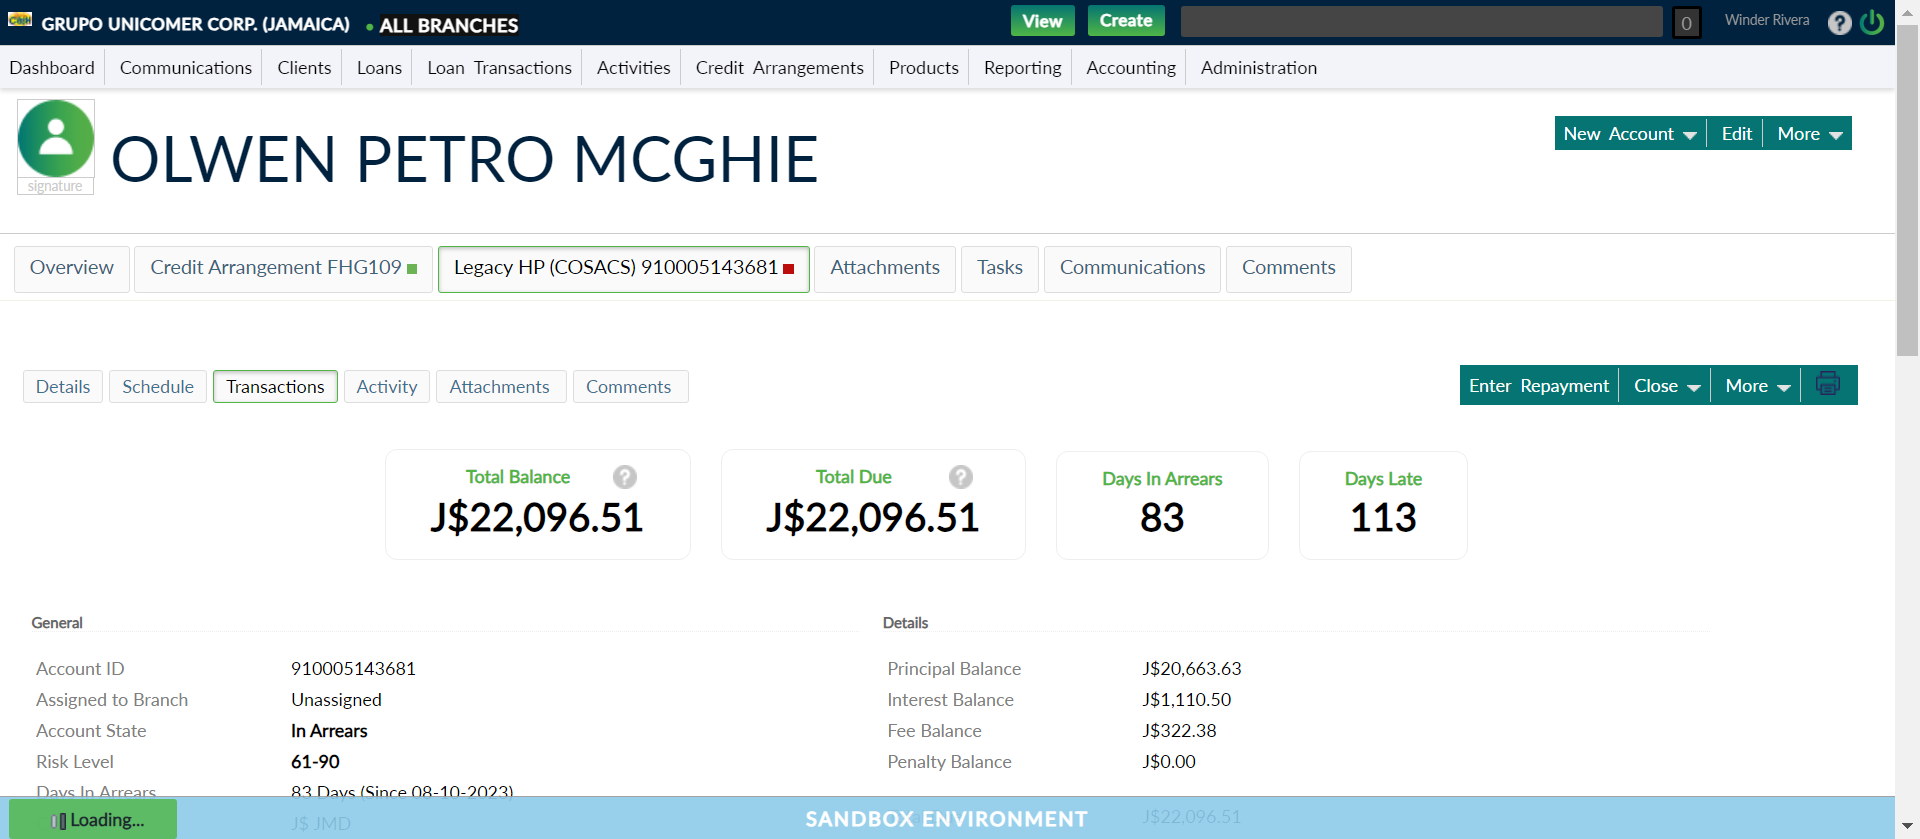 CASH GRUPO UNICOMER CORP. (JAMAICA) ALL BRANCHES View Create 0 Winder Rivera ?
Dashboard Communications Clients Loans Loan Transactions Activities Credit Arrangements Products Reporting Accounting Administration
signature
OLWEN PETRO MCGHIE
New Account Edit More
Overview Credit Arrangement FHG109 Legacy HP (COSACS) 910005143681 Attachments Tasks Communications Comments
Details Schedule Transactions Activity Attachments Comments Enter Repayment Close More
Total Balance ? Total Due ? Days In Arrears Days Late
J$22,096.51 J$22,096.51 83 113
General Details
Account ID 910005143681 Principal Balance J$20,663.63
Assigned to Branch Unassigned Interest Balance J$1,110.50
Account State In Arrears Fee Balance J$322.38
Risk Level 61-90 Penalty Balance J$0.00
Days In Arrears 83 Days (Since 08-10-2023)
Loading... J$ JMD SANDBOX ENVIRONMENT J$22,096.51